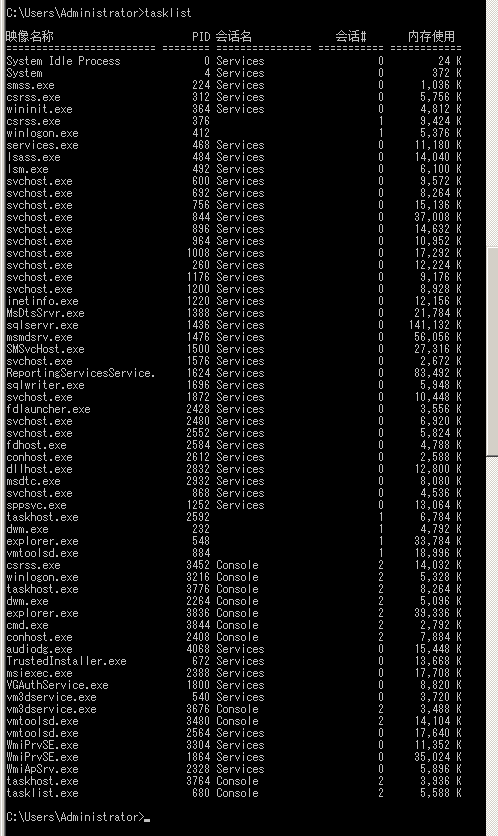 C:\Users\Administrator>tasklist
映像名称 PID 会话名 会话# 内存使用
========================= ======== ================ =========== ============
System Idle Process 0 Services 0 24 K
System 4 Services 0 372 K
smss.exe 224 Services 0 1,036 K
csrss.exe 312 Services 0 5,756 K
wininit.exe 364 Services 0 4,812 K
csrss.exe 376 1 9,424 K
winlogon.exe 412 1 5,376 K
services.exe 468 Services 0 11,180 K
lsass.exe 484 Services 0 14,040 K
lsm.exe 492 Services 0 6,100 K
svchost.exe 600 Services 0 9,572 K
svchost.exe 692 Services 0 8,264 K
svchost.exe 756 Services 0 15,136 K
svchost.exe 844 Services 0 37,008 K
svchost.exe 896 Services 0 14,632 K
svchost.exe 964 Services 0 10,952 K
svchost.exe 1008 Services 0 17,292 K
svchost.exe 260 Services 0 12,224 K
svchost.exe 1176 Services 0 9,176 K
svchost.exe 1200 Services 0 8,928 K
inetinfo.exe 1220 Services 0 12,156 K
MsDtsSrvr.exe 1388 Services 0 21,784 K
sqlservr.exe 1436 Services 0 141,132 K
msmdsrv.exe 1476 Services 0 56,056 K
SMSvcHost.exe 1500 Services 0 27,316 K
svchost.exe 1576 Services 0 2,672 K
ReportingServicesService. 1624 Services 0 83,492 K
sqlwriter.exe 1696 Services 0 5,948 K
svchost.exe 1872 Services 0 10,448 K
fdlauncher.exe 2428 Services 0 3,556 K
svchost.exe 2480 Services 0 6,920 K
svchost.exe 2552 Services 0 5,824 K
fdhost.exe 2584 Services 0 4,788 K
conhost.exe 2612 Services 0 2,588 K
dllhost.exe 2832 Services 0 12,800 K
msdtc.exe 2932 Services 0 8,080 K
svchost.exe 868 Services 0 4,536 K
sppsvc.exe 1252 Services 0 13,064 K
taskhost.exe 2592 1 6,784 K
dwm.exe 232 1 4,792 K
explorer.exe 548 1 33,784 K
vmtoolsd.exe 884 1 18,996 K
csrss.exe 3452 Console 2 14,032 K
winlogon.exe 3216 Console 2 5,328 K
taskhost.exe 3776 Console 2 8,264 K
dwm.exe 2264 Console 2 5,096 K
explorer.exe 3836 Console 2 39,336 K
cmd.exe 3844 Console 2 2,792 K
conhost.exe 2408 Console 2 7,884 K
audiodg.exe 4068 Services 0 15,448 K
TrustedInstaller.exe 672 Services 0 13,668 K
msiexec.exe 2388 Services 0 17,708 K
VGAuthService.exe 1800 Services 0 8,820 K
vm3dservice.exe 540 Services 0 3,720 K
vm3dservice.exe 3676 Console 2 3,488 K
vmtoolsd.exe 3480 Console 2 14,104 K
vmtoolsd.exe 2564 Services 0 17,640 K
WmiPrvSE.exe 3304 Services 0 11,352 K
WmiPrvSE.exe 1864 Services 0 35,024 K
WmiApSrv.exe 2328 Services 0 5,896 K
taskhost.exe 3764 Console 2 3,936 K
tasklist.exe 680 Console 2 5,588 K
C:\Users\Administrator>_